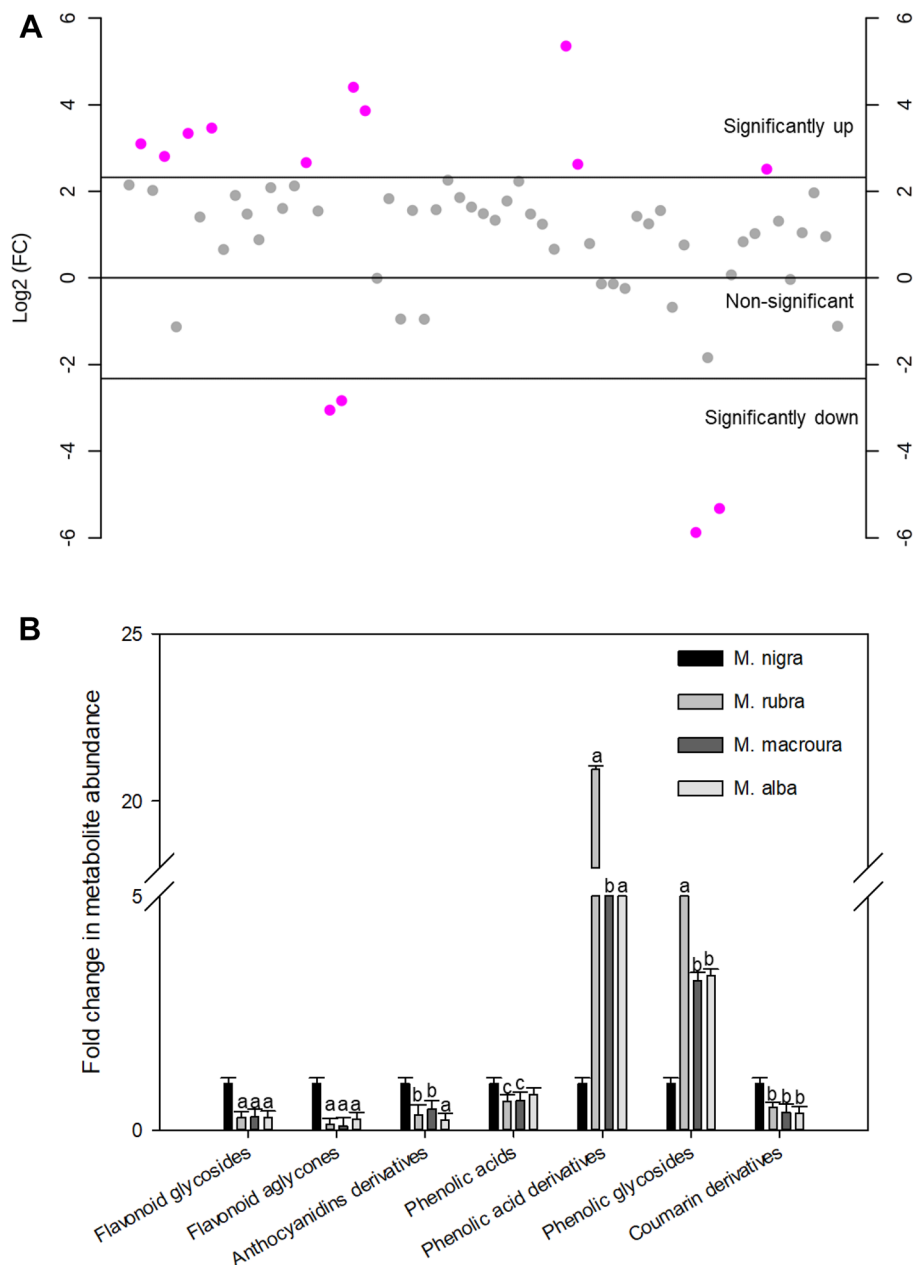 A
Log2 (FC)
6
4
2
0
-2
-4
-6
Significantly up
Non-significant
Significantly down
6
4
2
0
-2
-4
-6
B
Fold change in metabolite abundance
25
20
5
0
M. nigra
M. rubra
M. macroura
M. alba
a a a
a a a
b b a
c c
a b a
a b b
b b b
Flavonoid glycosides
Flavonoid aglycones
Anthocyanidins derivatives
Phenolic acids
Phenolic acid derivatives
Phenolic glycosides
Coumarin derivatives